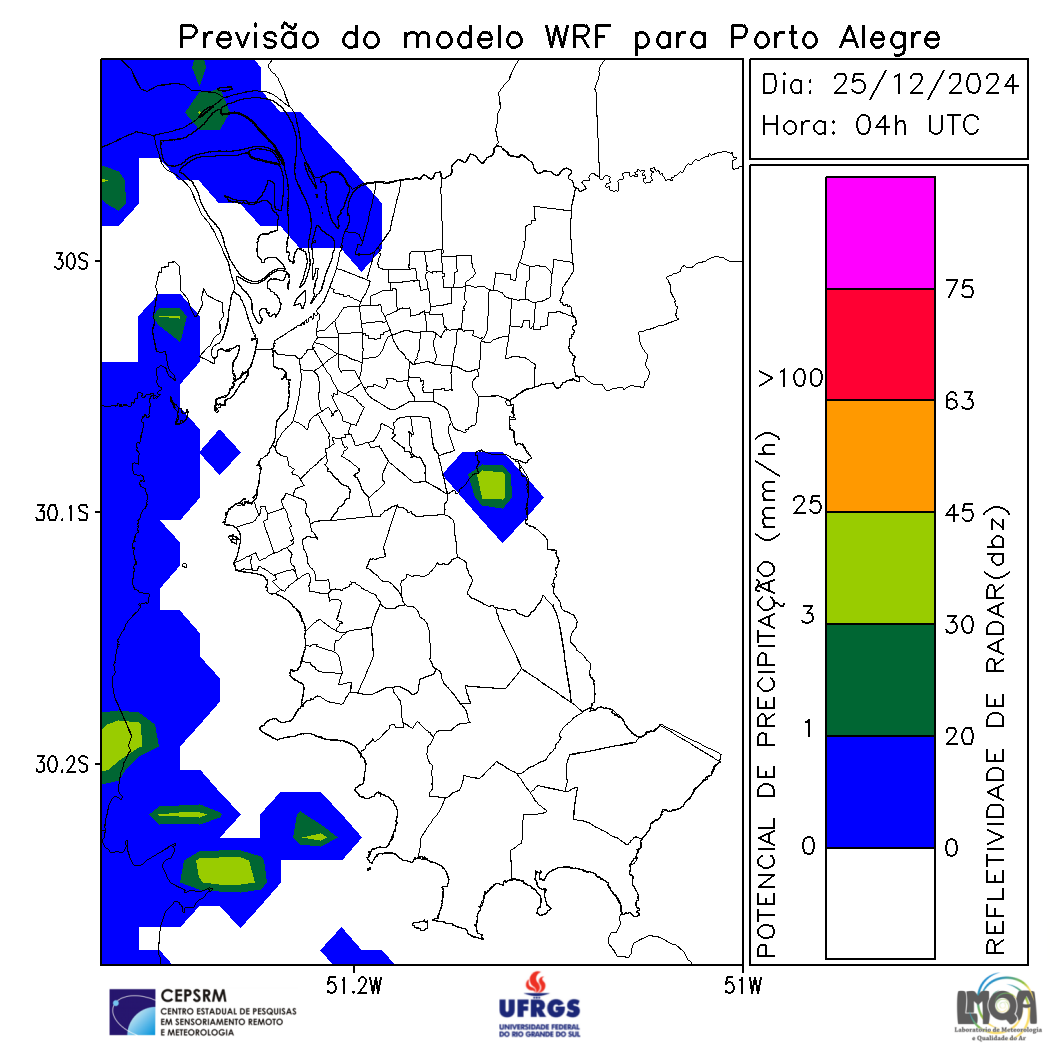 Previsão do modelo WRF para Porto Alegre
Dia: 25/12/2024
Hora: 04h UTC
30S
30.1S
30.2S
51.2W
51W
POTENCIAL DE PRECIPITAÇÃO (mm/h)
>100
25
3
1
0
75
63
45
30
20
0
REFLETIVIDADE DE RADAR(dbz)
CEPSRM
CENTRO ESTADUAL DE PESQUISAS
EM SENSORIAMENTO REMOTO
E METEOROLOGIA
UFRGS
UNIVERSIDADE FEDERAL
DO RIO GRANDE DO SUL
LMQA
Laboratório de Meteorologia
e Qualidade do Ar